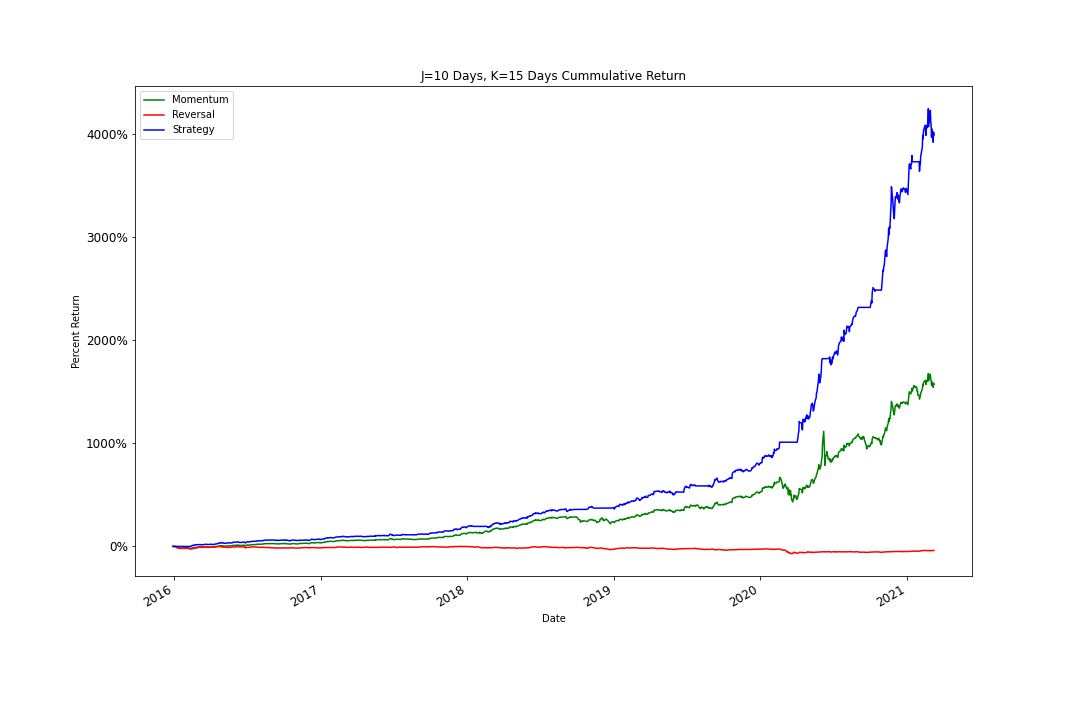 J=10 Days, K=15 Days Cummulative Return
Momentum
Reversal
Strategy
4000%
3000%
2000%
1000%
0%
Percent Return
2016
2017
2018
2019
2020
2021
Date